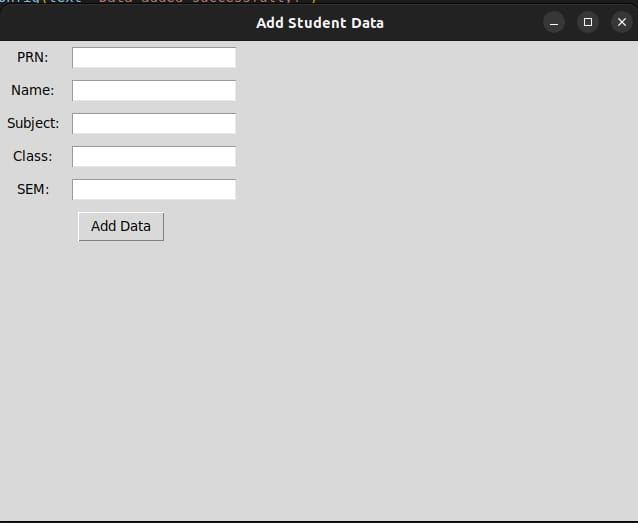 Add Student Data
PRN:
Name:
Subject:
Class:
SEM:
Add Data